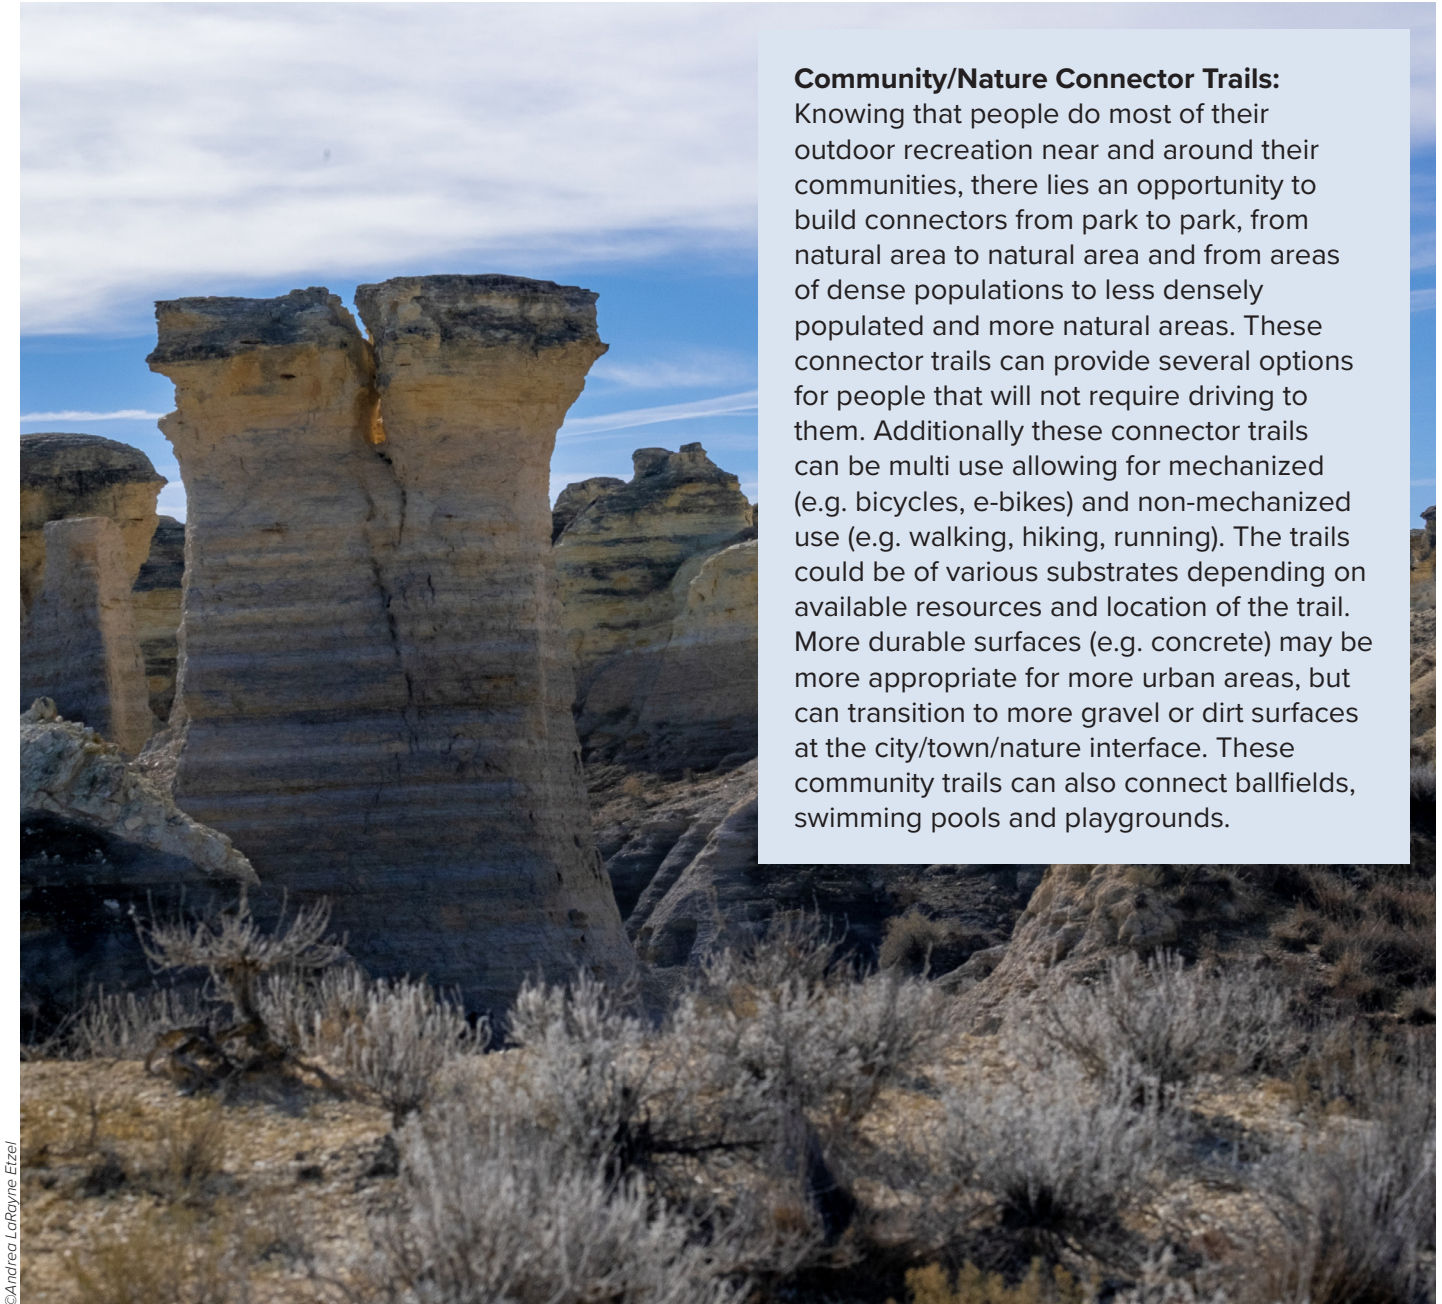 Community/Nature Connector Trails:
Knowing that people do most of their
outdoor recreation near and around their
communities, there lies an opportunity to
build connectors from park to park, from
natural area to natural area and from areas
of dense populations to less densely
populated and more natural areas. These
connector trails can provide several options
for people that will not require driving to
them. Additionally these connector trails
can be multi use allowing for mechanized
(e.g. bicycles, e-bikes) and non-mechanized
use (e.g. walking, hiking, running). The trails
could be of various substrates depending on
available resources and location of the trail.
More durable surfaces (e.g. concrete) may be
more appropriate for more urban areas, but
can transition to more gravel or dirt surfaces
at the city/town/nature interface. These
community trails can also connect ballfields,
swimming pools and playgrounds.
©Andrea LaRayne Etzel